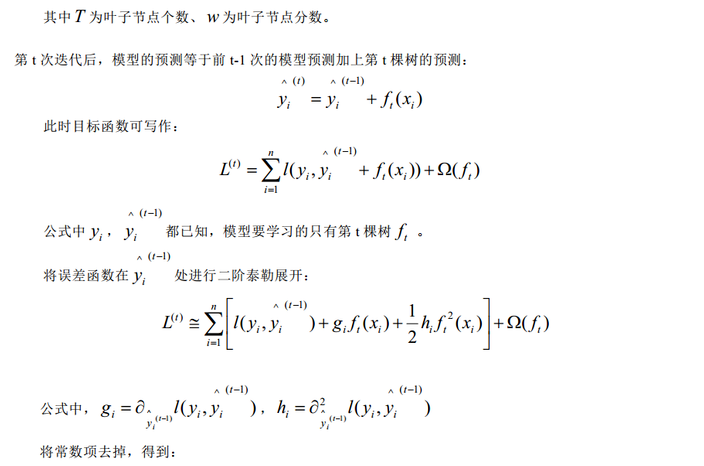 其中 T 为叶子节点个数、 w 为叶子节点分数。
第 t 次迭代后，模型的预测等于前 t-1 次的模型预测加上第 t 棵树的预测：
$\hat{y}_i^{(t)} = \hat{y}_i^{(t-1)} + f_t(x_i)$
此时目标函数可写作：
$L^{(t)} = \sum_{i=1}^{n} l(y_i, \hat{y}_i^{(t-1)} + f_t(x_i)) + \Omega(f_t)$
公式中 $y_i$ ， $\hat{y}_i^{(t-1)}$ 都已知，模型要学习的只有第 t 棵树 $f_t$ 。
将误差函数在 $\hat{y}_i^{(t-1)}$ 处进行二阶泰勒展开：
$L^{(t)} \cong \sum_{i=1}^{n} \left[ l(y_i, \hat{y}_i^{(t-1)}) + g_i f_t(x_i) + \frac{1}{2} h_i f_t^2(x_i) \right] + \Omega(f_t)$
公式中， $g_i = \partial_{\hat{y}_i^{(t-1)}} l(y_i, \hat{y}_i^{(t-1)})$ ， $h_i = \partial^2_{\hat{y}_i^{(t-1)}} l(y_i, \hat{y}_i^{(t-1)})$
将常数项去掉，得到：